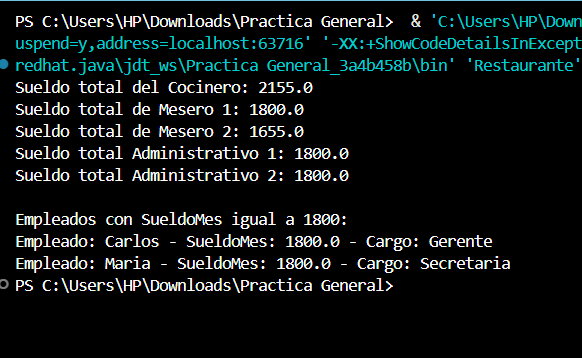 PS C:\Users\HP\Downloads\Practica General>  & 'C:\Users\HP\Down
uspend=y,address=localhost:63716' '-XX:+ShowCodeDetailsInExcept
redhat.java\jdt_ws\Practica General_3a4b458b\bin' 'Restaurante'
Sueldo total del Cocinero: 2155.0
Sueldo total de Mesero 1: 1800.0
Sueldo total de Mesero 2: 1655.0
Sueldo total Administrativo 1: 1800.0
Sueldo total Administrativo 2: 1800.0

Empleados con SueldoMes igual a 1800:
Empleado: Carlos - SueldoMes: 1800.0 - Cargo: Gerente
Empleado: Maria - SueldoMes: 1800.0 - Cargo: Secretaria
PS C:\Users\HP\Downloads\Practica General>